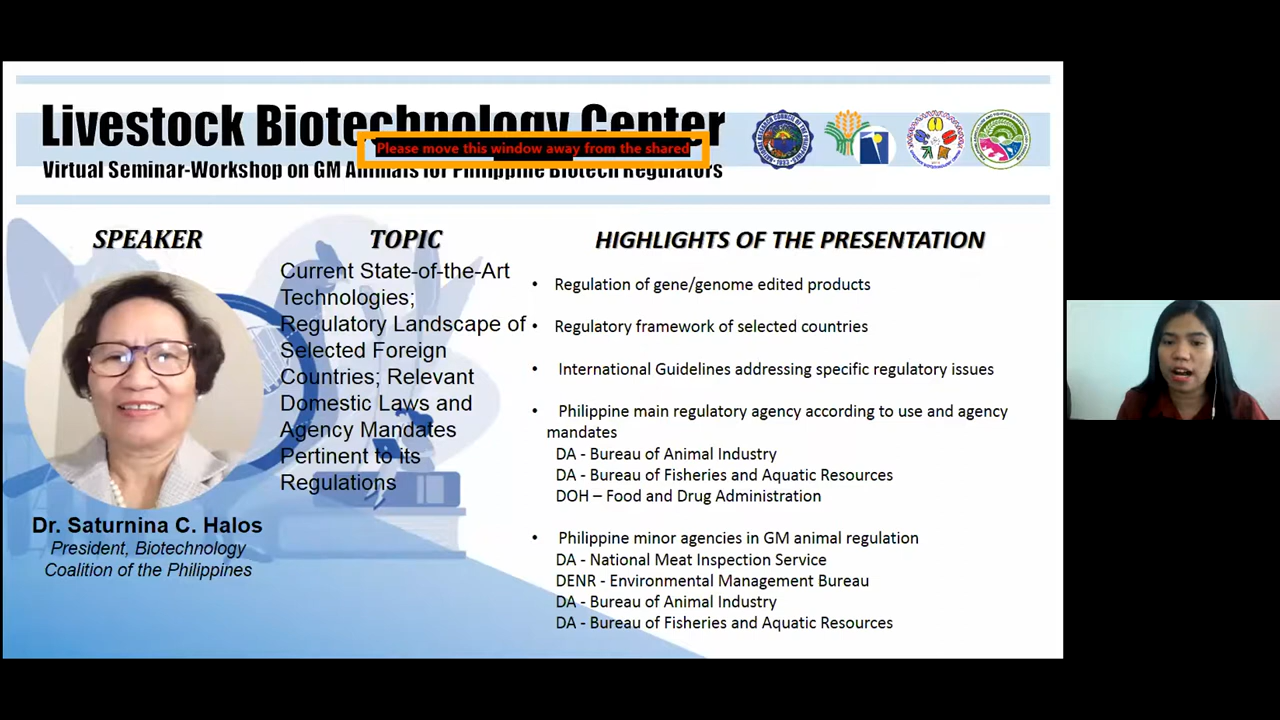 Livestock Biotechnology Center
Please move this window away from the shared
Virtual Seminar-Workshop on GM Animals for Philippine Biotech Regulators
SPEAKER
Dr. Saturnina C. Halos
President, Biotechnology
Coalition of the Philippines
TOPIC
Current State-of-the-Art
Technologies;
Regulatory Landscape of
Selected Foreign
Countries; Relevant
Domestic Laws and
Agency Mandates
Pertinent to its
Regulations
HIGHLIGHTS OF THE PRESENTATION
• Regulation of gene/genome edited products
• Regulatory framework of selected countries
• International Guidelines addressing specific regulatory issues
• Philippine main regulatory agency according to use and agency
mandates
DA - Bureau of Animal Industry
DA - Bureau of Fisheries and Aquatic Resources
DOH – Food and Drug Administration
• Philippine minor agencies in GM animal regulation
DA - National Meat Inspection Service
DENR - Environmental Management Bureau
DA - Bureau of Animal Industry
DA - Bureau of Fisheries and Aquatic Resources